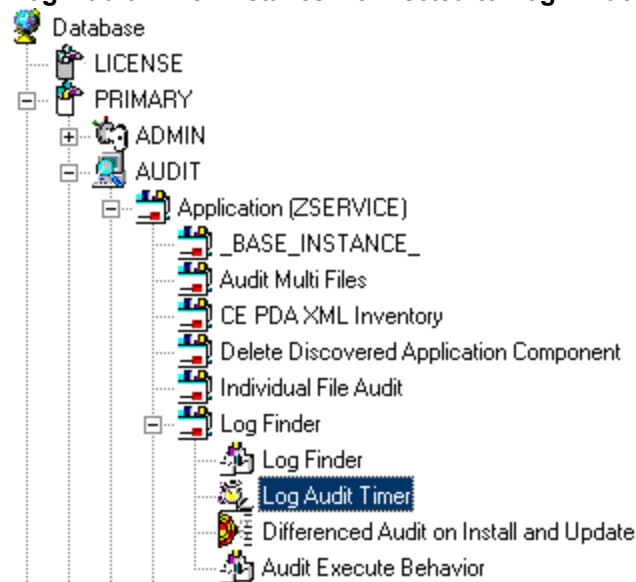 Database
LICENSE
PRIMARY
ADMIN
AUDIT
Application (ZSERVICE)
_BASE_INSTANCE_
Audit Multi Files
CE PDA XML Inventory
Delete Discovered Application Component
Individual File Audit
Log Finder
Log Finder
Log Audit Timer
Differenced Audit on Install and Update
Audit Execute Behavior